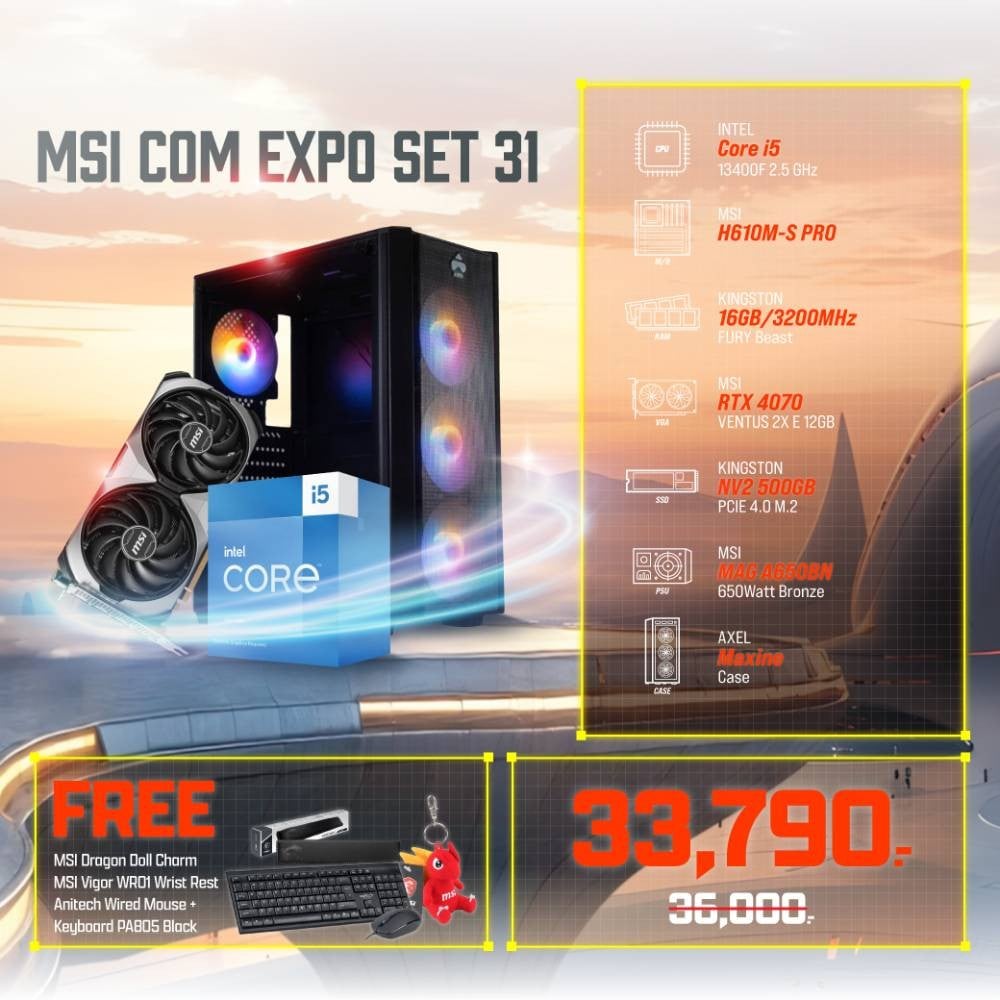 MSI COM EXPO SET 31
CPU
INTEL
Core i5
13400F 2.5 GHz
M/B
MSI
H610M-S PRO
RAM
KINGSTON
16GB/3200MHz
FURY Beast
VGA
MSI
RTX 4070
VENTUS 2X E 12GB
SSD
KINGSTON
NV2 500GB
PCIE 4.0 M.2
PSU
MSI
MAG A650BN
650Watt Bronze
CASE
AXEL
Maxine
Case
msi
msi
i5
intel
CORE
FREE
MSI Dragon Doll Charm
MSI Vigor WR01 Wrist Rest
Anitech Wired Mouse +
Keyboard PA805 Black
msi
33,790.-
36,000.-